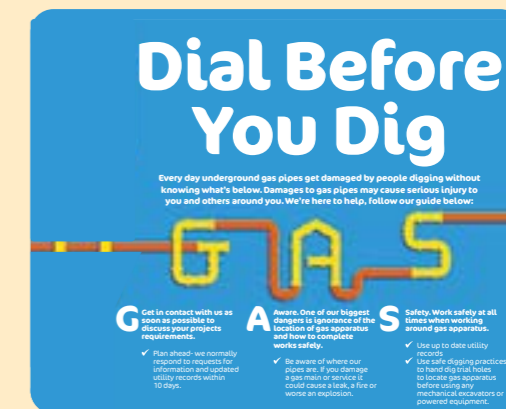 Dial Before
You Dig
Every day underground gas pipes get damaged by people digging without
knowing what's below. Damages to gas pipes may cause serious injury to
you and others around you. We're here to help, follow our guide below:
GAS
G Get in contact with us as
soon as possible to
discuss your projects
requirements.
✓ Plan ahead- we normally
respond to requests for
information and updated
utility records within
10 days.
A Aware. One of our biggest
dangers is ignorance of the
location of gas apparatus
and how to complete
works safely.
✓ Be aware of where our
pipes are. If you damage
a gas main or service it
could cause a leak, a fire or
worse an explosion.
S Safety. Work safely at all
times when working
around gas apparatus.
✓ Use up to date utility
records
✓ Use safe digging practices
to hand dig trial holes
to locate gas apparatus
before using any
mechanical excavators or
powered equipment.